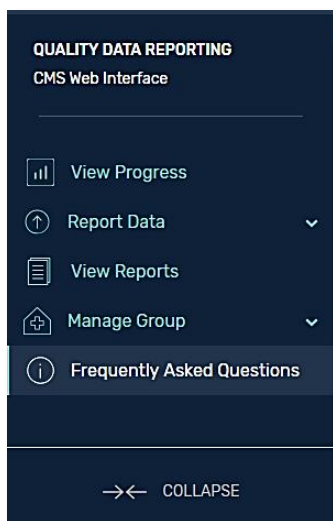 QUALITY DATA REPORTING
CMS Web Interface
View Progress
Report Data
View Reports
Manage Group
Frequently Asked Questions
COLLAPSE